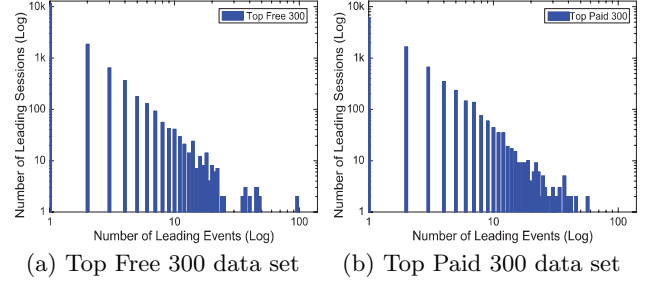 Top Free 300
Number of Leading Sessions (Log)
10k
1k
100
10
1
1
10
100
Number of Leading Events (Log)
(a) Top Free 300 data set
Top Paid 300
Number of Leading Sessions (Log)
10k
1k
100
10
1
1
10
100
Number of Leading Events (Log)
(b) Top Paid 300 data set